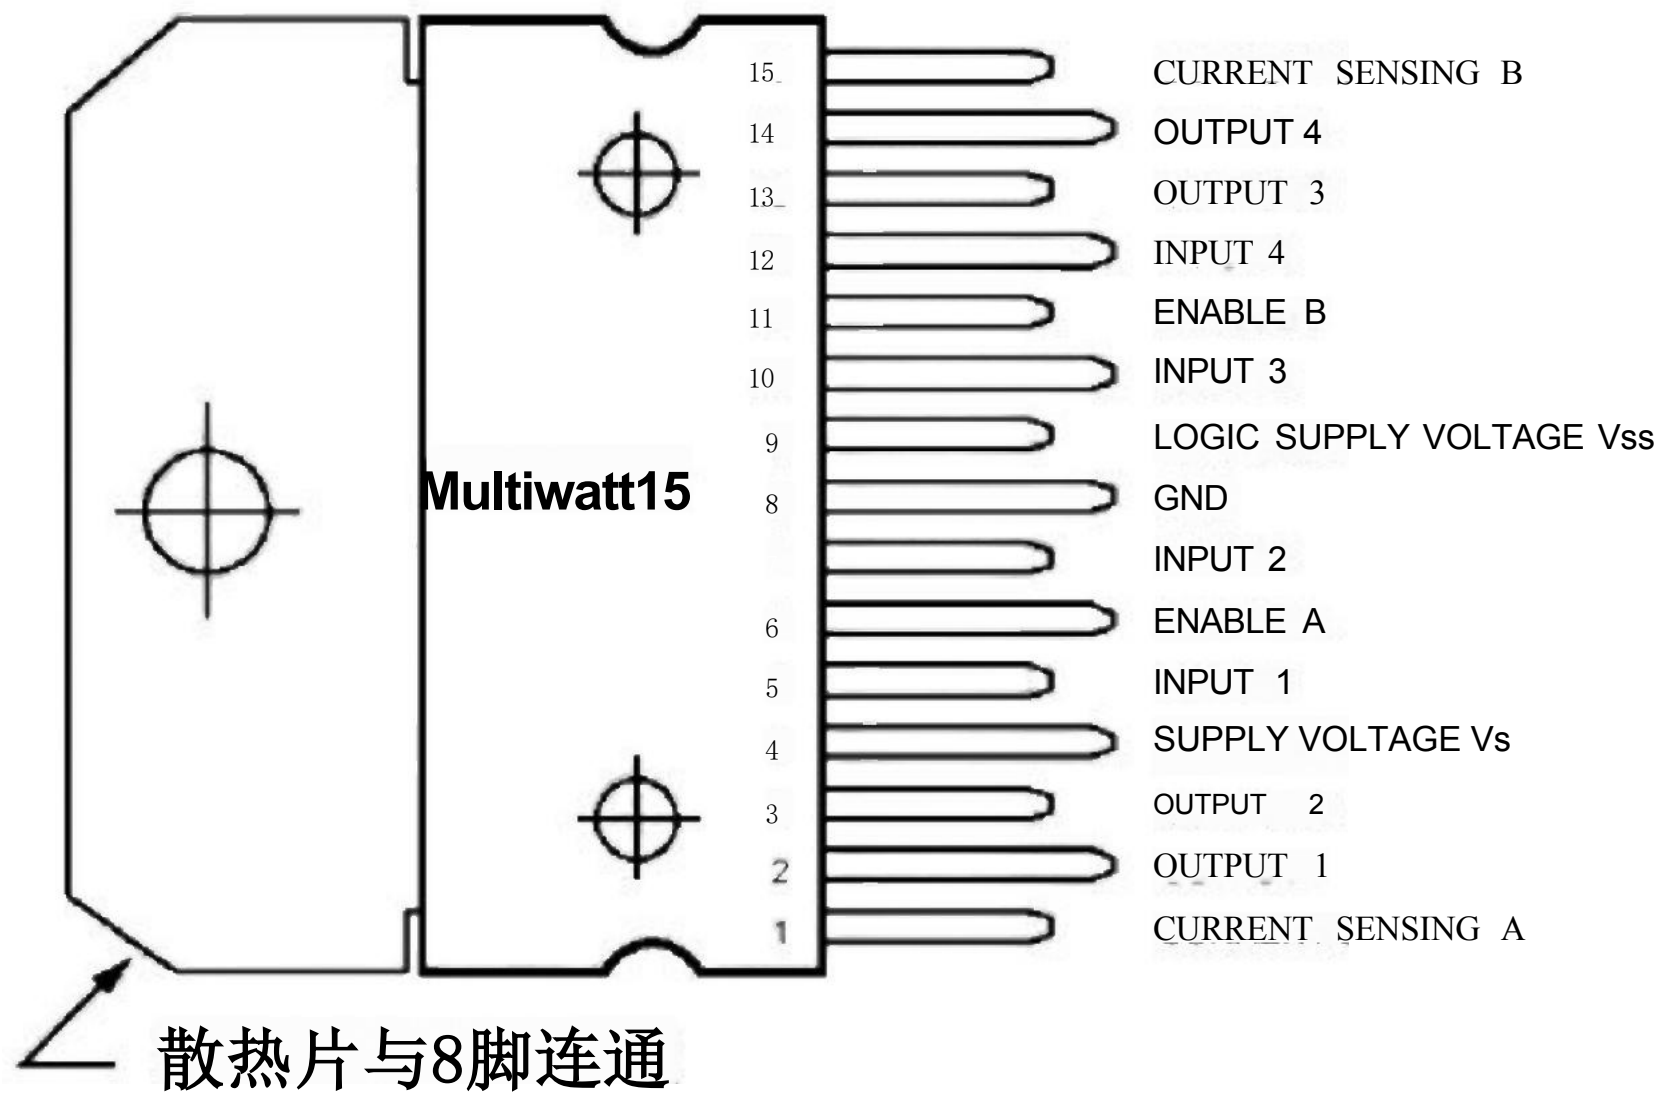 15 CURRENT SENSING B
14 OUTPUT 4
13 OUTPUT 3
12 INPUT 4
11 ENABLE B
10 INPUT 3
9 LOGIC SUPPLY VOLTAGE Vss
Multiwatt15
8 GND
INPUT 2
6 ENABLE A
5 INPUT 1
4 SUPPLY VOLTAGE Vs
3 OUTPUT 2
2 OUTPUT 1
1 CURRENT SENSING A
散热片与8脚连通